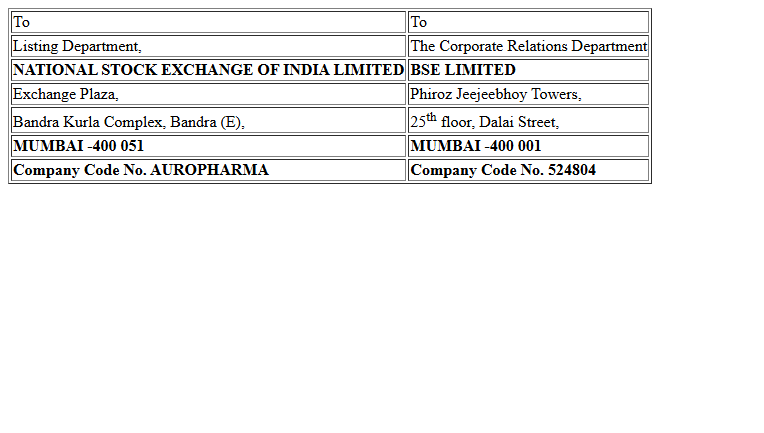 To To
Listing Department, The Corporate Relations Department
NATIONAL STOCK EXCHANGE OF INDIA LIMITED BSE LIMITED
Exchange Plaza, Phiroz Jeejeebhoy Towers,
Bandra Kurla Complex, Bandra (E), 25th floor, Dalai Street,
MUMBAI -400 051 MUMBAI -400 001
Company Code No. AUROPHARMA Company Code No. 524804